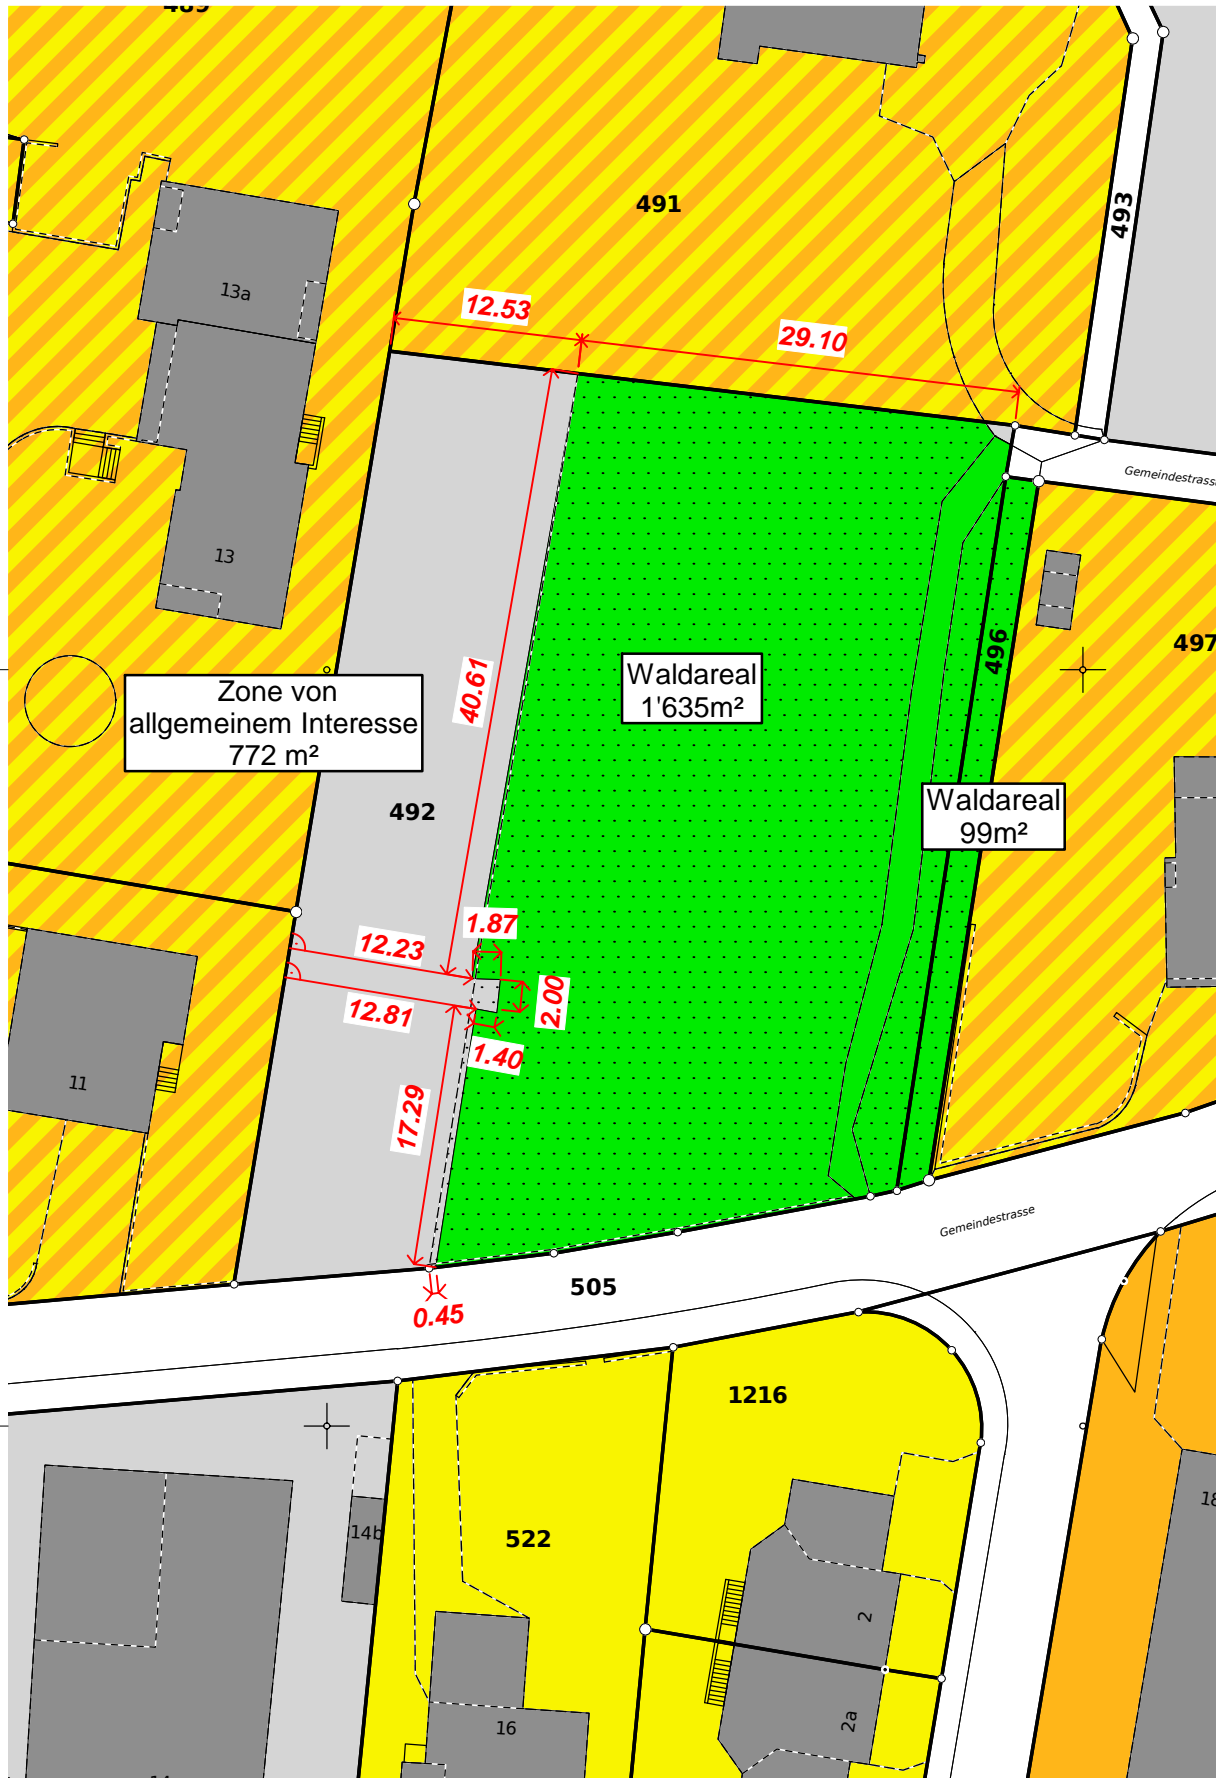 489
491
493
13a
12.53
29.10
Gemeindestrasse
13
40.61
496
497
Waldareal
1'635m²
Zone von
allgemeinem Interesse
772 m²
492
Waldareal
99m²
1.87
12.23
2.00
12.81
1.40
11
17.29
Gemeindestrasse
505
0.45
1216
14b
522
18
2
16
2a